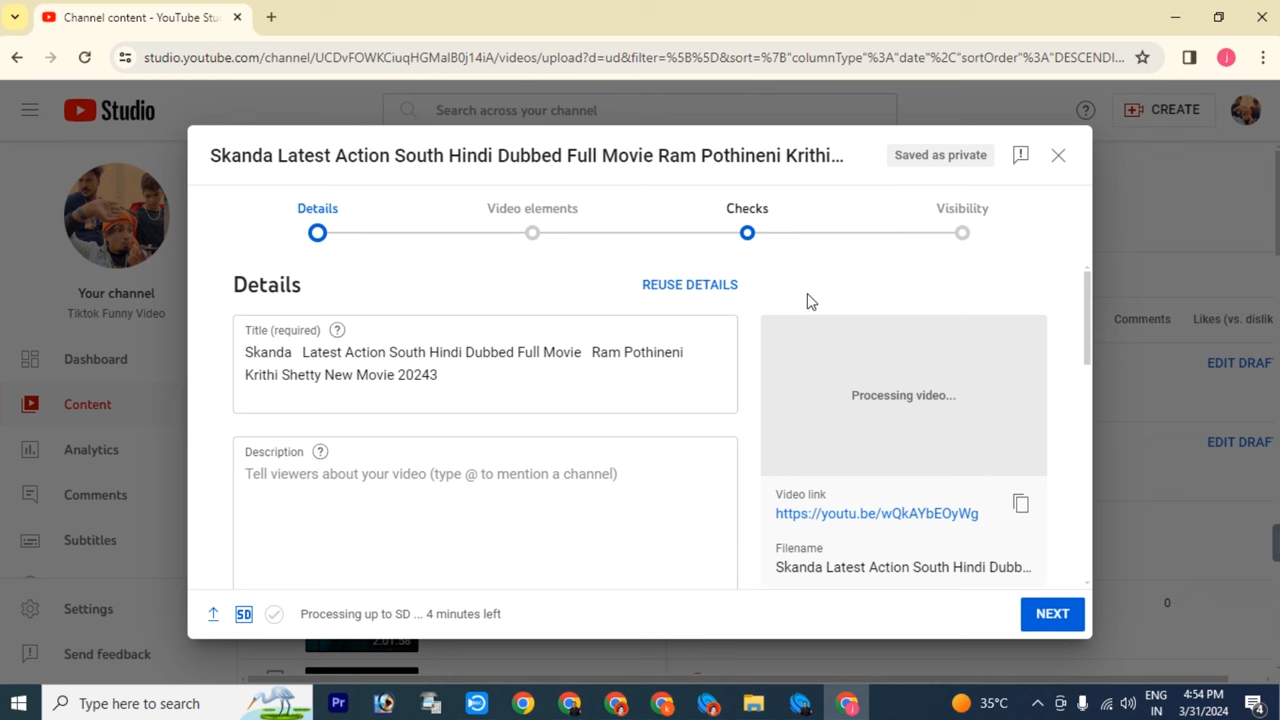 Channel content - YouTube Stu
studio.youtube.com/channel/UCDvFOWKCiuqHGMaIB0j14iA/videos/upload?d=ud&filter=%5B%5D&sort=%7B"columnType"%3A"date"%2C"sortOrder"%3A"DESCENDI...
j
Studio
Search across your channel
CREATE
Skanda Latest Action South Hindi Dubbed Full Movie Ram Pothineni Krithi...
Saved as private
Details
Video elements
Checks
Visibility
Details
REUSE DETAILS
Your channel
Tiktok Funny Video
Title (required)
Skanda Latest Action South Hindi Dubbed Full Movie Ram Pothineni
Krithi Shetty New Movie 20243
Processing video...
Description
Tell viewers about your video (type @ to mention a channel)
Video link
https://youtu.be/wQkAYbEOyWg
Filename
Skanda Latest Action South Hindi Dubb...
Dashboard
Content
Analytics
Comments
Subtitles
Settings
Send feedback
Comments
Likes (vs. dislik
EDIT DRAF
EDIT DRAF
0
SD
Processing up to SD ... 4 minutes left
NEXT
2:01:58
Type here to search
Pr
35°C
ENG
IN
4:54 PM
3/31/2024
4